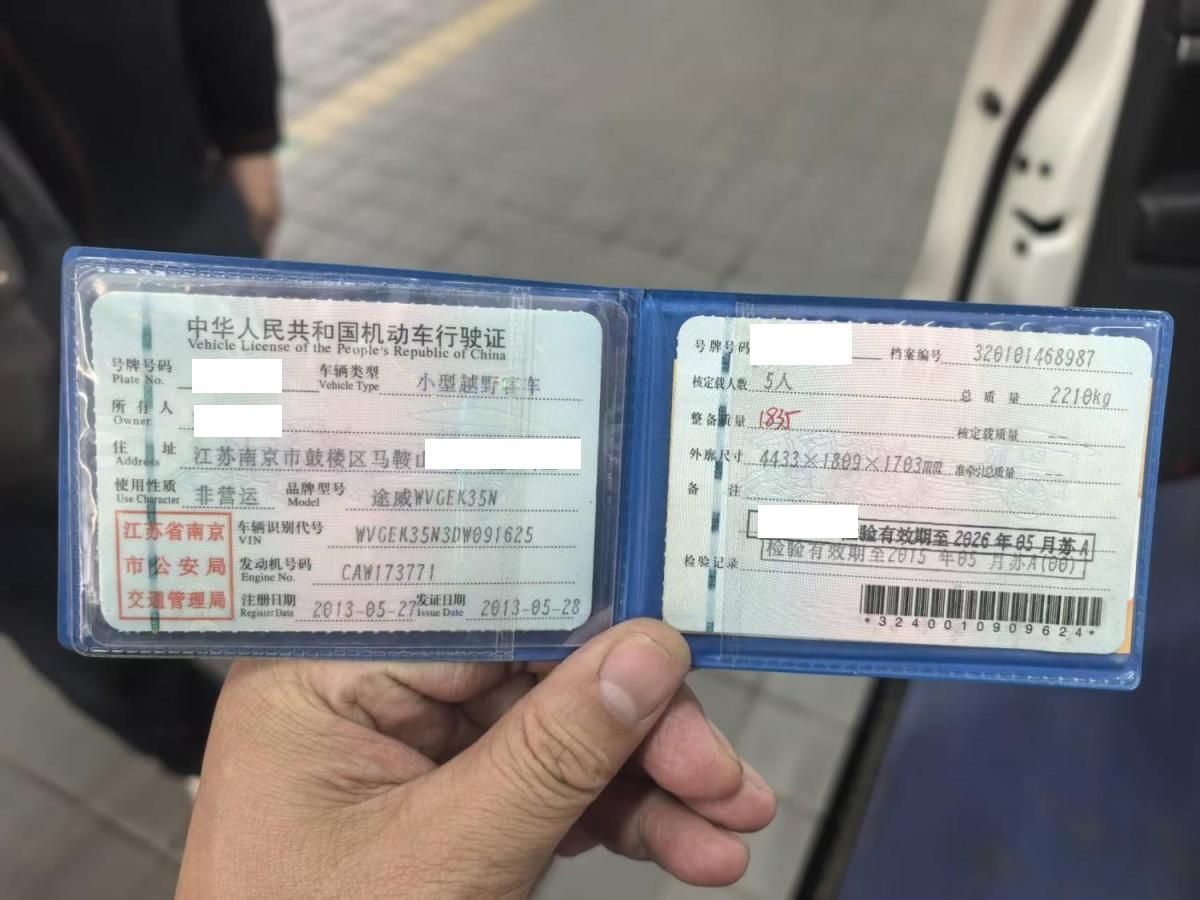 中华人民共和国机动车行驶证
Vehicle License of the People's Republic of China
号牌号码
Plate No.
车辆类型 小型越野客车
Vehicle Type
所有人
Owner
住址 江苏南京市鼓楼区马鞍山
Address
使用性质 非营运
Use Character
品牌型号 途威WVGEK35N
Model
江苏省南京
市公安局
交通管理局
车辆识别代号 WVGEK35N3DW091625
VIN
发动机号码 CAW173771
Engine No.
注册日期 2013-05-27
Register Date
发证日期 2013-05-28
Issue Date
号牌号码
档案编号 320101468987
核定载人数 5人
总质量 2210kg
整备质量 1835
核定载质量 --
外廓尺寸 4433×1809×1703mm
准牵引总质量 --
备注
检验记录
验有效期至2026年05月苏A
检验有效期至2015年05月苏A(00)
*3240010909624*